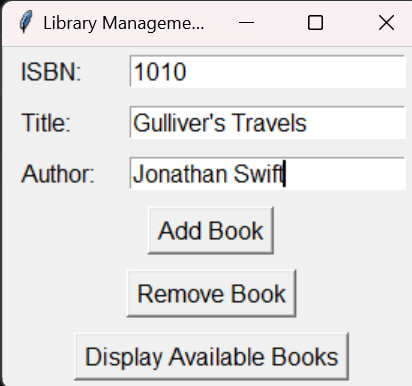 Library Manageme...
ISBN: 1010
Title: Gulliver's Travels
Author: Jonathan Swift
Add Book
Remove Book
Display Available Books